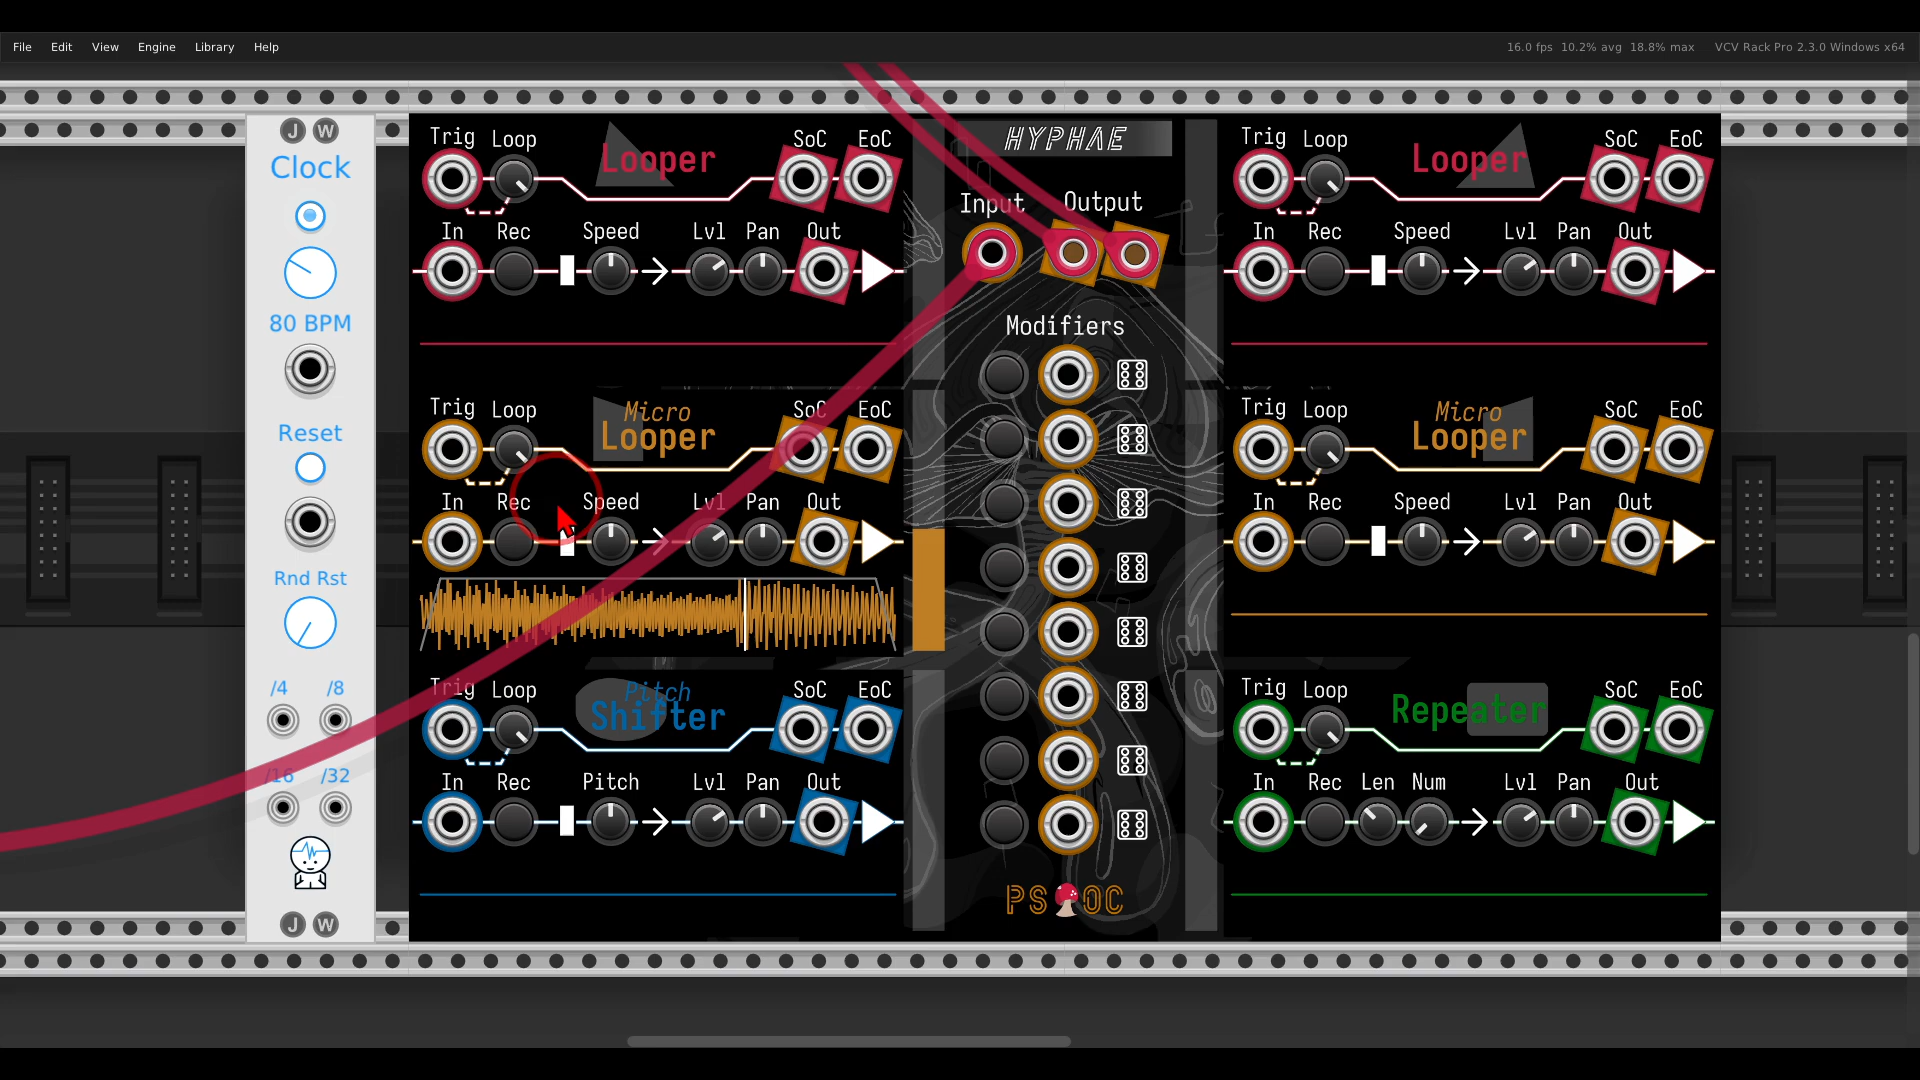 File Edit View Engine Library Help
16.0 fps 10.2% avg 18.8% max VCV Rack Pro 2.3.0 Windows x64
J W
Clock
80 BPM
Reset
Rnd Rst
/4 /8
/16 /32
J W
Trig Loop Looper SoC EoC
In Rec Speed Lvl Pan Out
Trig Loop Micro Looper SoC EoC
In Rec Speed Lvl Pan Out
Trig Loop Pitch Shifter SoC EoC
In Rec Pitch Lvl Pan Out
HYPHAE
Input Output
Modifiers
PS OC
Trig Loop Looper SoC EoC
In Rec Speed Lvl Pan Out
Trig Loop Micro Looper SoC EoC
In Rec Speed Lvl Pan Out
Trig Loop Repeater SoC EoC
In Rec Len Num Lvl Pan Out